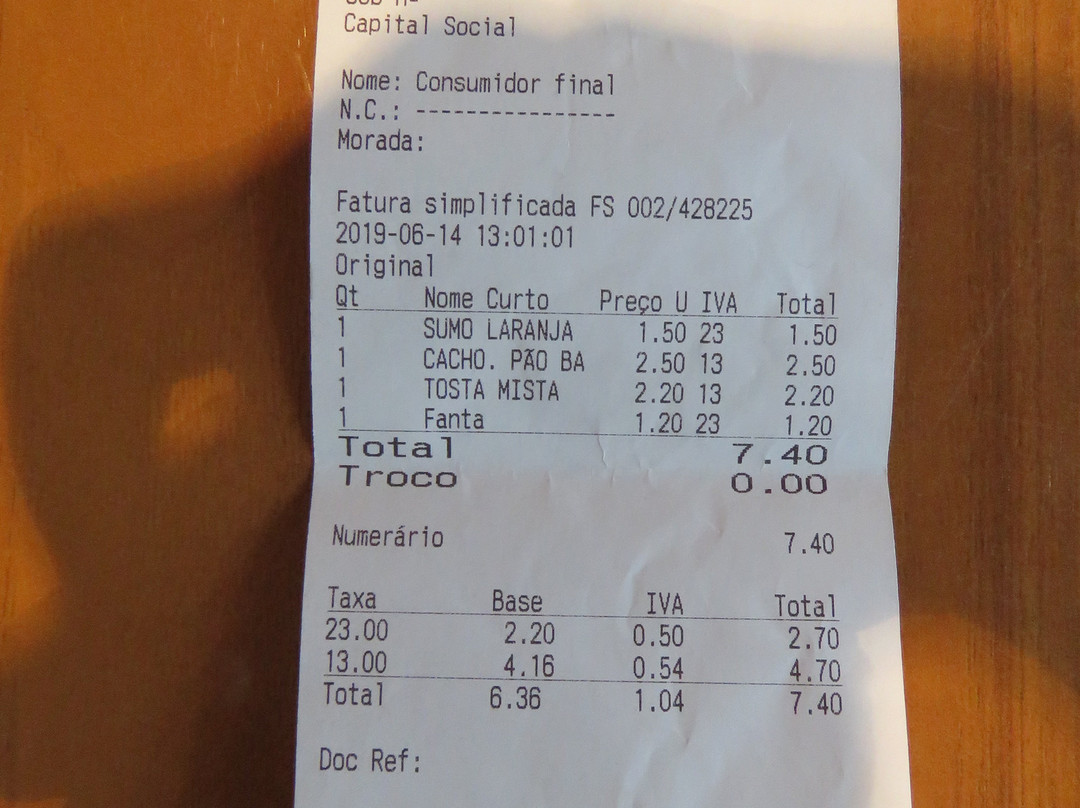 Capital Social
Nome: Consumidor final
N.C.: ----------------
Morada:
Fatura simplificada FS 002/428225
2019-06-14 13:01:01
Original
Qt Nome Curto Preço U IVA Total
1 SUMO LARANJA 1.50 23 1.50
1 CACHO. PÃO BA 2.50 13 2.50
1 TOSTA MISTA 2.20 13 2.20
1 Fanta 1.20 23 1.20
Total 7.40
Troco 0.00
Numerário 7.40
Taxa Base IVA Total
23.00 2.20 0.50 2.70
13.00 4.16 0.54 4.70
Total 6.36 1.04 7.40
Doc Ref: